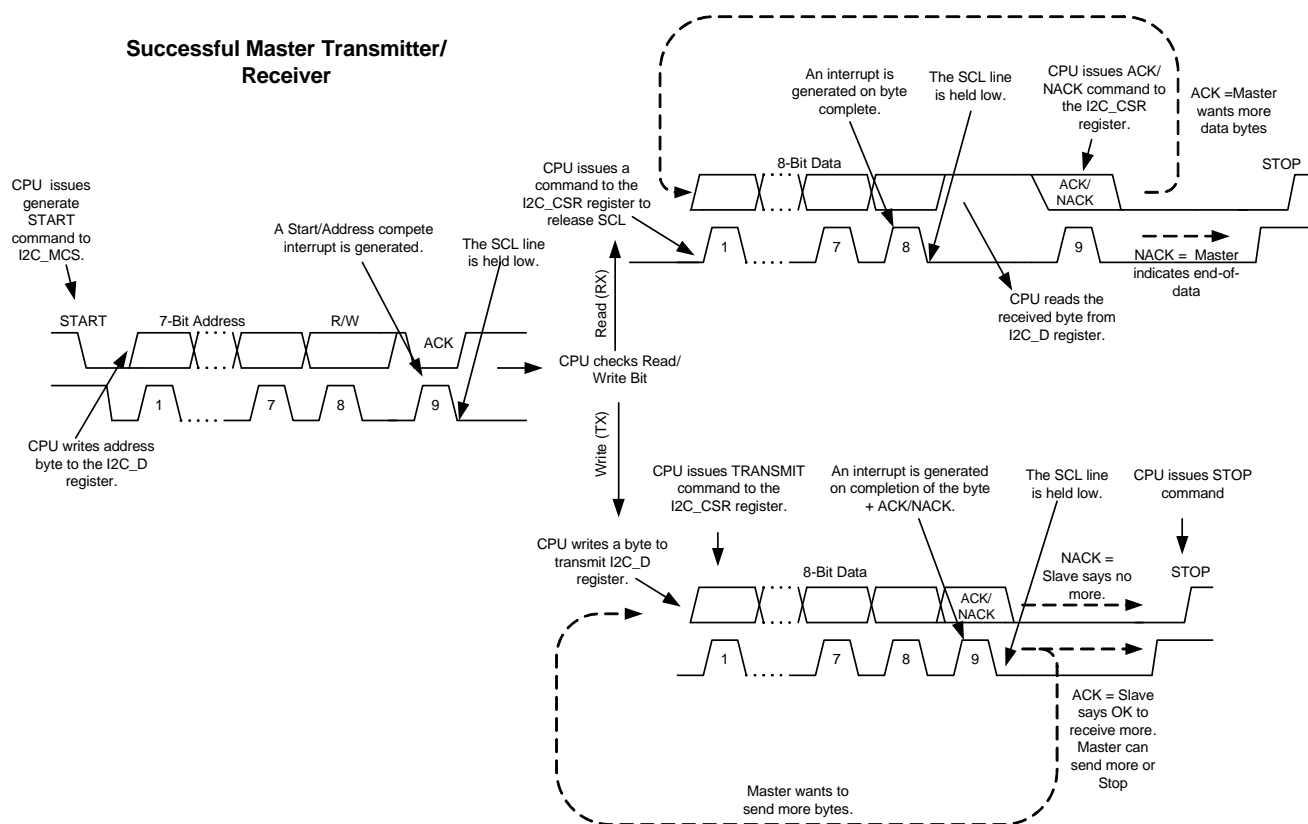 Successful Master Transmitter/
Receiver
CPU issues
generate
START
command to
I2C_MCS.
A Start/Address compete
interrupt is generated.
The SCL line
is held low.
START
7-Bit Address
R/W
ACK
1
7
8
9
CPU writes address
byte to the I2C_D
register.
CPU checks Read/
Write Bit
Read (RX)
Write (TX)
CPU issues a
command to the
I2C_CSR register to
release SCL
8-Bit Data
An interrupt is
generated on byte
complete.
The SCL line
is held low.
CPU issues ACK/
NACK command to
the I2C_CSR
register.
ACK =Master
wants more
data bytes
STOP
ACK/
NACK
1
7
8
9
NACK = Master
indicates end-of-
data
CPU reads the
received byte from
I2C_D register.
CPU issues TRANSMIT
command to the
I2C_CSR register.
An interrupt is generated
on completion of the byte
+ ACK/NACK.
The SCL line
is held low.
CPU issues STOP
command
CPU writes a byte to
transmit I2C_D
register.
8-Bit Data
NACK =
Slave says no
more.
STOP
ACK/
NACK
1
7
8
9
ACK = Slave
says OK to
receive more.
Master can
send more or
Stop
Master wants to
send more bytes.